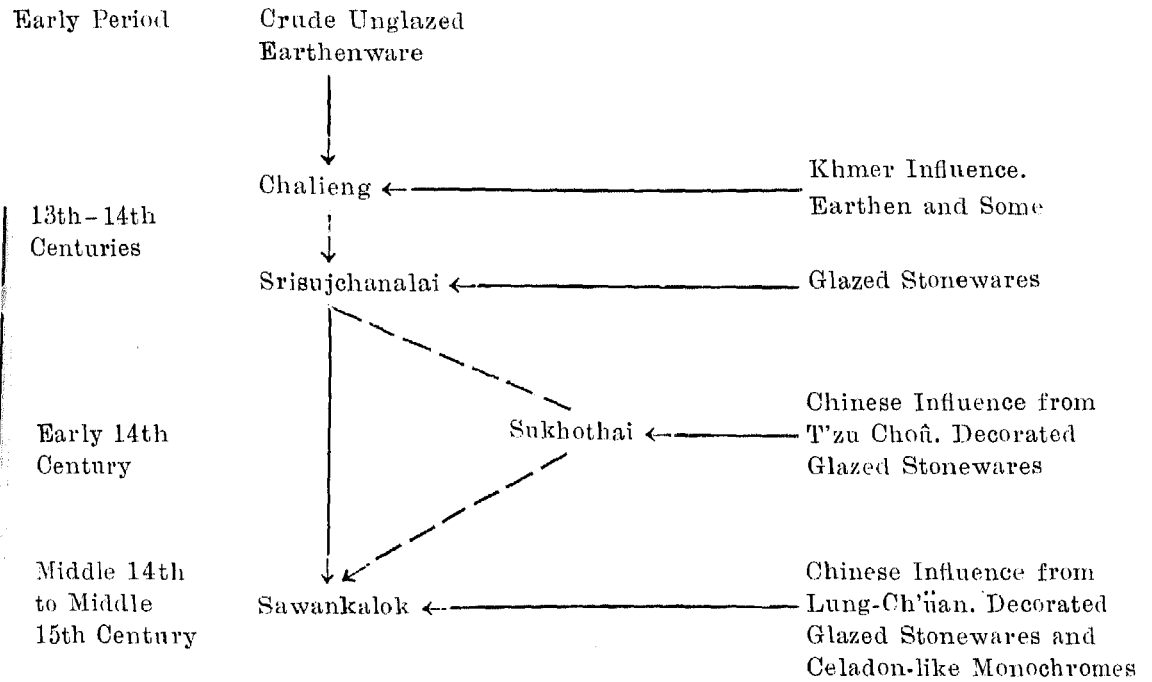 Early Period
Crude Unglazed
Earthenware
Chalieng
Khmer Influence.
Earthen and Some
13th-14th
Centuries
Srisujchanalai
Glazed Stonewares
Early 14th
Century
Sukhothai
Chinese Influence from
T'zu Choû. Decorated
Glazed Stonewares
Middle 14th
to Middle
15th Century
Sawankalok
Chinese Influence from
Lung-Ch'üan. Decorated
Glazed Stonewares and
Celadon-like Monochromes